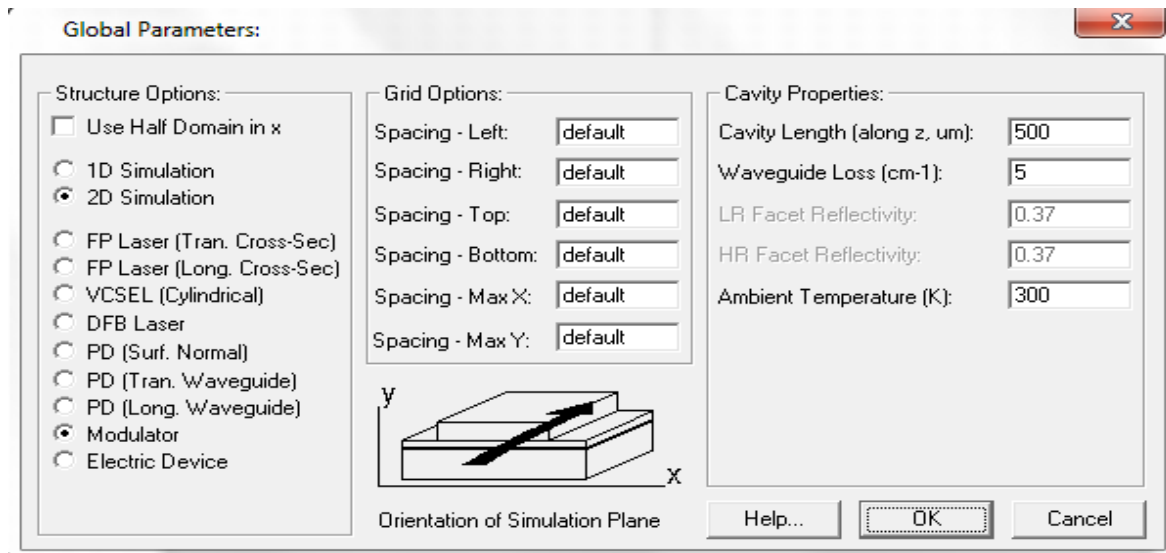 Global Parameters:
Structure Options:
Use Half Domain in x
1D Simulation
2D Simulation
FP Laser (Tran. Cross-Sec)
FP Laser (Long. Cross-Sec)
VCSEL (Cylindrical)
DFB Laser
PD (Surf. Normal)
PD (Tran. Waveguide)
PD (Long. Waveguide)
Modulator
Electric Device
Grid Options:
Spacing - Left: default
Spacing - Right: default
Spacing - Top: default
Spacing - Bottom: default
Spacing - Max X: default
Spacing - Max Y: default
y
x
Orientation of Simulation Plane
Cavity Properties:
Cavity Length (along z, um): 500
Waveguide Loss (cm-1): 5
LR Facet Reflectivity: 0.37
HR Facet Reflectivity: 0.37
Ambient Temperature (K): 300
Help... OK Cancel